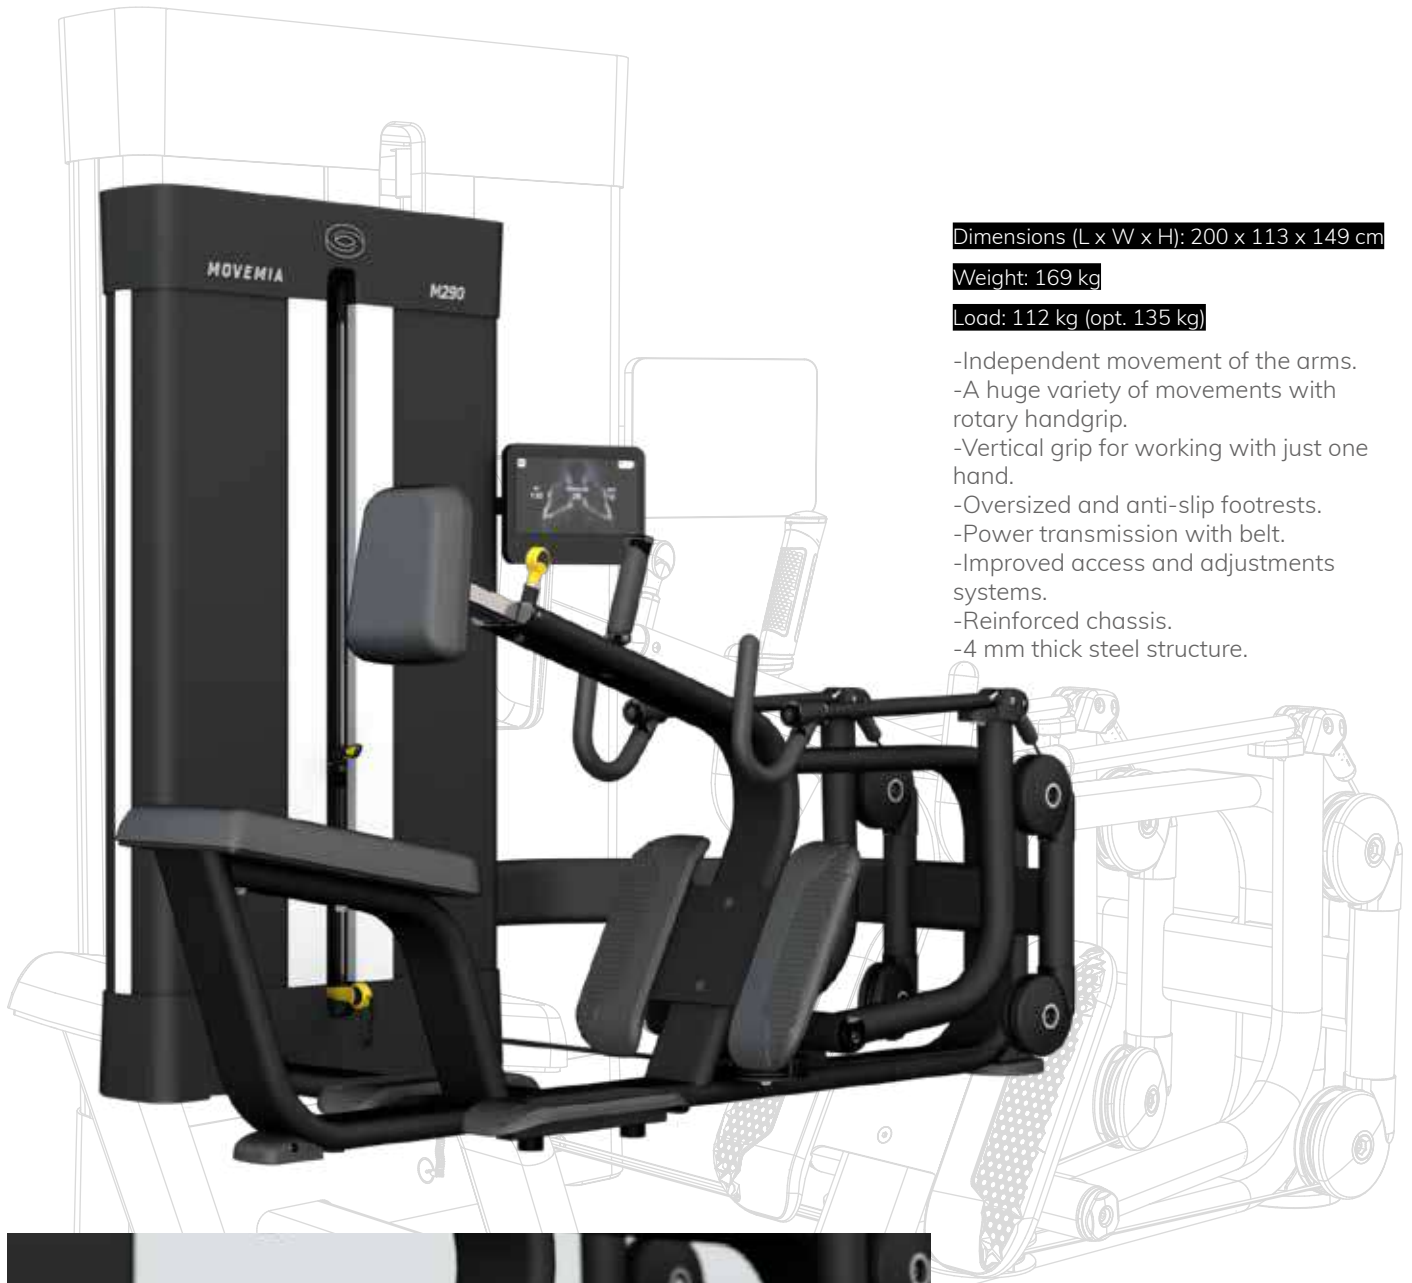 MOVEMIA
M290
Dimensions (L x W x H): 200 x 113 x 149 cm
Weight: 169 kg
Load: 112 kg (opt. 135 kg)
-Independent movement of the arms.
-A huge variety of movements with
rotary handgrip.
-Vertical grip for working with just one
hand.
-Oversized and anti-slip footrests.
-Power transmission with belt.
-Improved access and adjustments
systems.
-Reinforced chassis.
-4 mm thick steel structure.